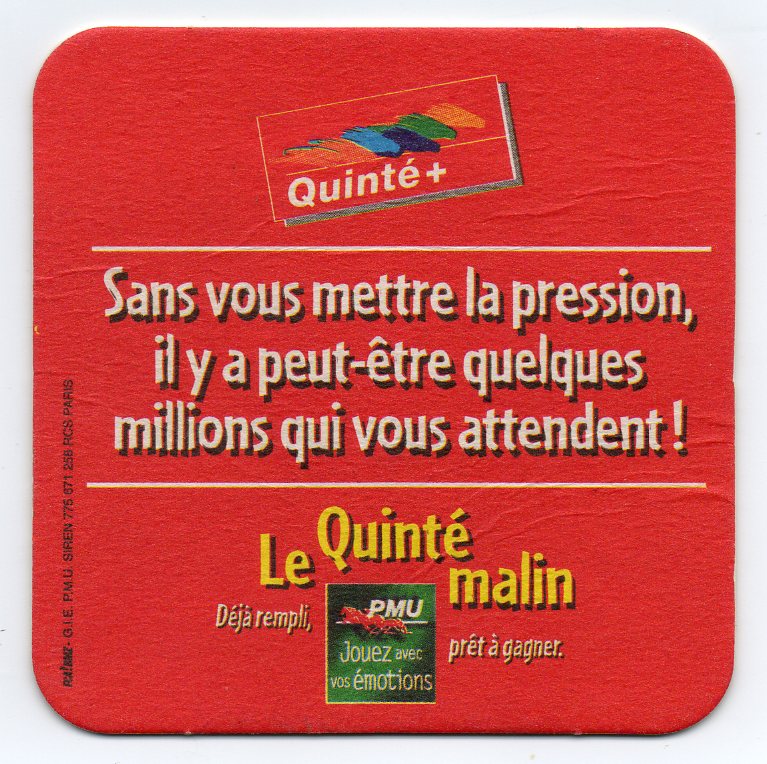 Quinté+
Sans vous mettre la pression,
il y a peut-être quelques
millions qui vous attendent !
Le Quinté
malin
Déjà rempli,
PMU
Jouez avec
vos émotions
prêt à gagner.
G.I.E. P.M.U. SIREN 775 671 258 RCS PARIS